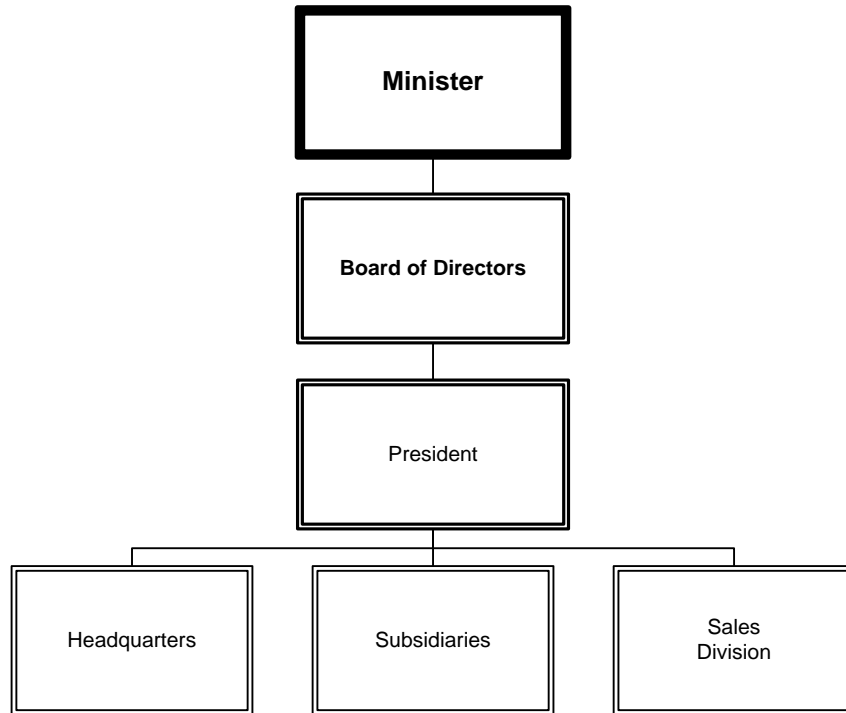 Minister
Board of Directors
President
Headquarters
Subsidiaries
Sales
Division